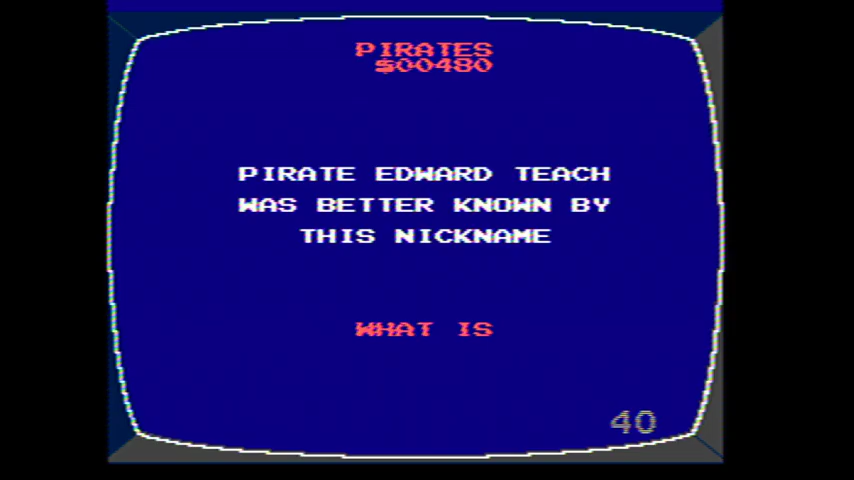 PIRATES
$00480
PIRATE EDWARD TEACH
WAS BETTER KNOWN BY
THIS NICKNAME
WHAT IS
40